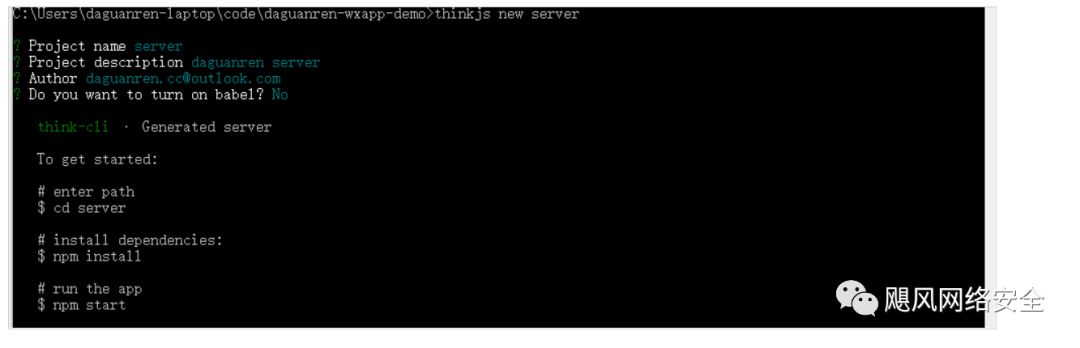 C:\Users\daguanren-laptop\code\daguanren-wxapp-demo>thinkjs new server
? Project name server
? Project description daguanren server
? Author daguanren.cc@outlook.com
? Do you want to turn on babel? No
think-cli · Generated server
To get started:
# enter path
$ cd server
# install dependencies:
$ npm install
# run the app
$ npm start
飓风网络安全